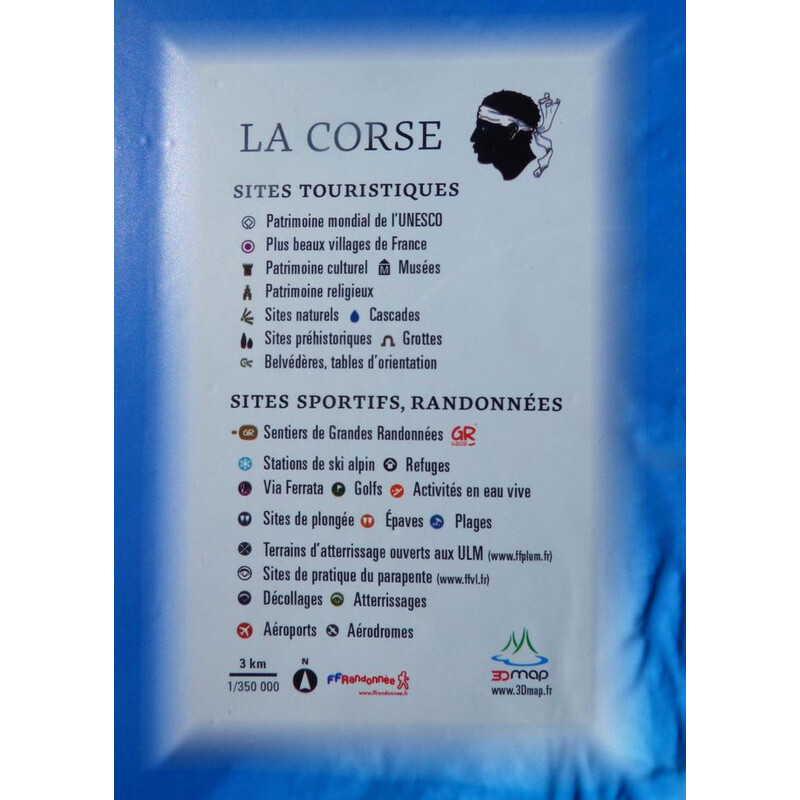 LA CORSE
SITES TOURISTIQUES
Patrimoine mondial de l'UNESCO
Plus beaux villages de France
Patrimoine culturel M Musées
Patrimoine religieux
Sites naturels Cascades
Sites préhistoriques Grottes
Belvédères, tables d'orientation
SITES SPORTIFS, RANDONNÉES
GR Sentiers de Grandes Randonnées GR
Stations de ski alpin Refuges
Via Ferrata Golfs Activités en eau vive
Sites de plongée Épaves Plages
Terrains d'atterrissage ouverts aux ULM (www.ffplum.fr)
Sites de pratique du parapente (www.ffvl.fr)
Décollages Atterrissages
Aéroports Aérodromes
3 km N
1/350 000
FFRandonnée
www.ffrandonnee.fr
3Dmap
www.3Dmap.fr